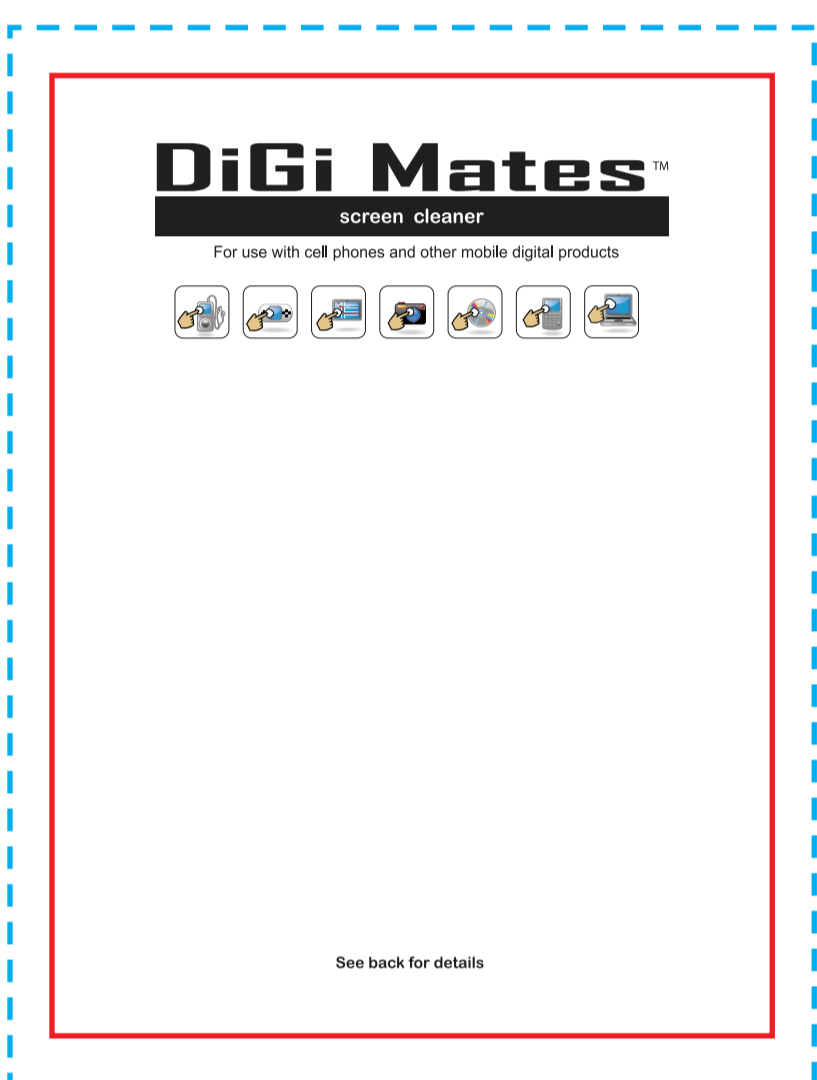 DiGi Mates™
screen cleaner
For use with cell phones and other mobile digital products
See back for details